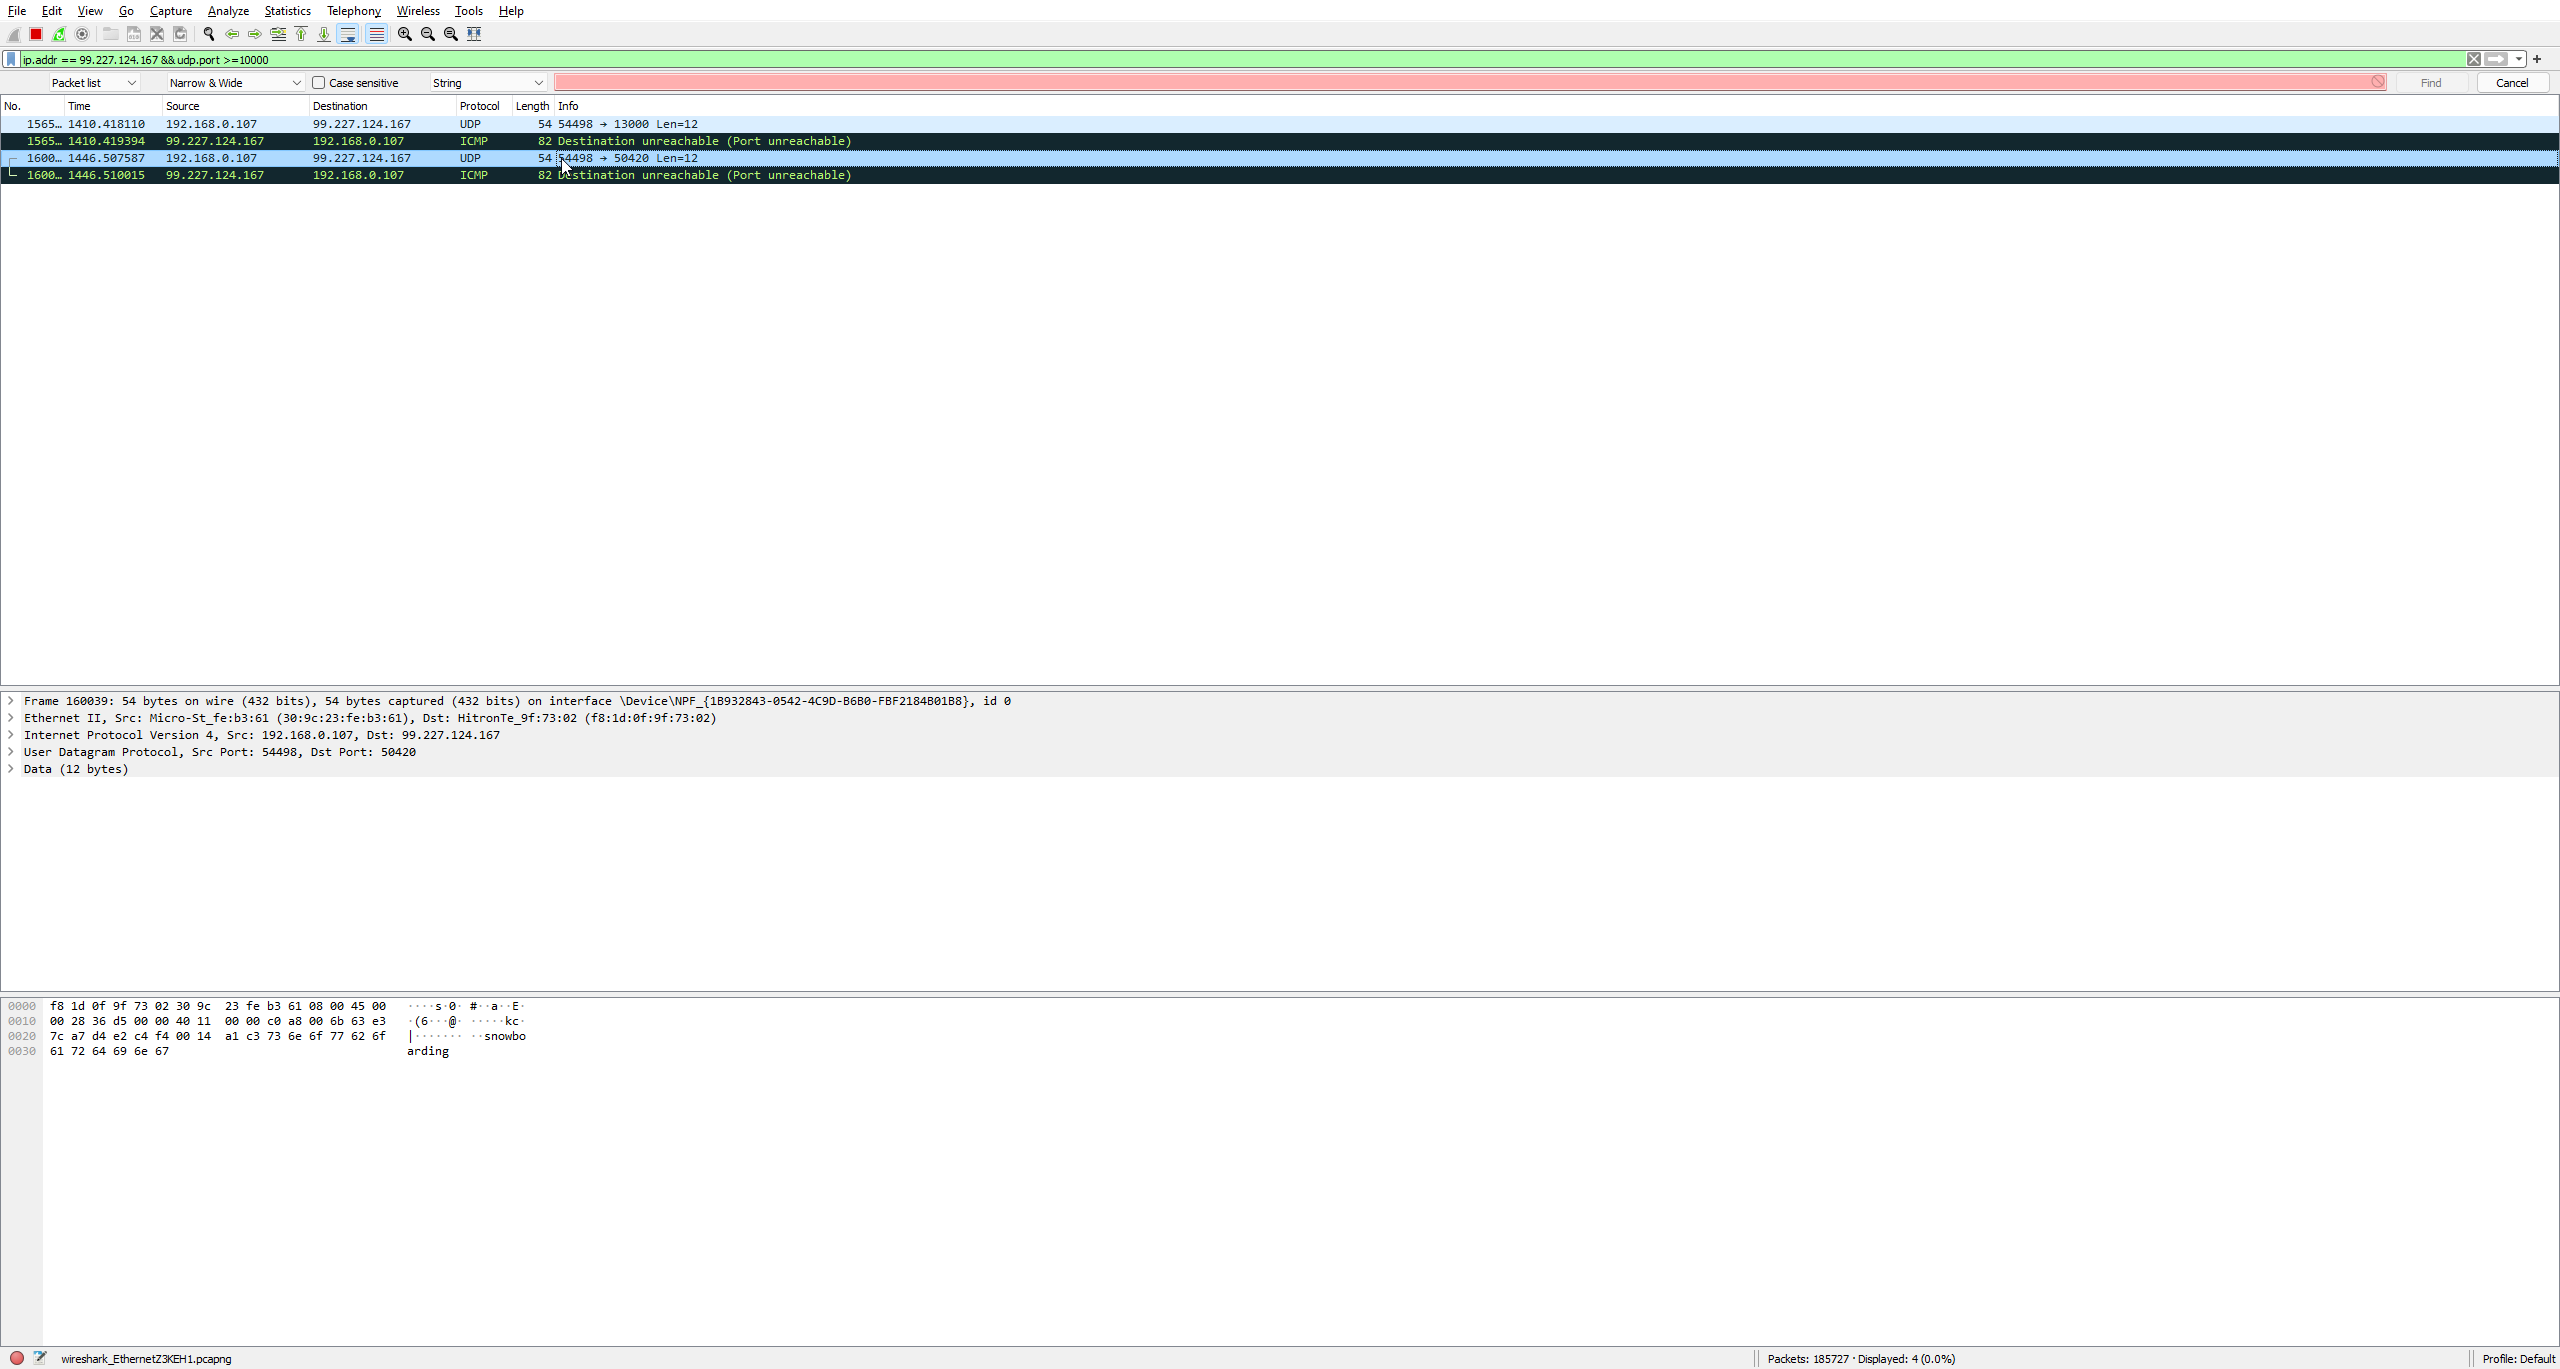 File Edit View Go Capture Analyze Statistics Telephony Wireless Tools Help
ip.addr == 99.227.124.167 && udp.port >=10000
Packet list Narrow & Wide Case sensitive String Find Cancel
No. Time Source Destination Protocol Length Info
1565… 1410.418110 192.168.0.107 99.227.124.167 UDP 54 54498 → 13000 Len=12
1565… 1410.419394 99.227.124.167 192.168.0.107 ICMP 82 Destination unreachable (Port unreachable)
1600… 1446.507587 192.168.0.107 99.227.124.167 UDP 54 54498 → 50420 Len=12
1600… 1446.510015 99.227.124.167 192.168.0.107 ICMP 82 Destination unreachable (Port unreachable)
Frame 160039: 54 bytes on wire (432 bits), 54 bytes captured (432 bits) on interface \Device\NPF_{1B932843-0542-4C9D-B6B0-FBF2184B01B8}, id 0
Ethernet II, Src: Micro-St_fe:b3:61 (30:9c:23:fe:b3:61), Dst: HitronTe_9f:73:02 (f8:1d:0f:9f:73:02)
Internet Protocol Version 4, Src: 192.168.0.107, Dst: 99.227.124.167
User Datagram Protocol, Src Port: 54498, Dst Port: 50420
Data (12 bytes)
0000 f8 1d 0f 9f 73 02 30 9c 23 fe b3 61 08 00 45 00 ····s·0· #··a··E·
0010 00 28 36 d5 00 00 40 11 00 00 c0 a8 00 6b 63 e3 ·(6···@· ·····kc·
0020 7c a7 d4 e2 c4 f4 00 14 a1 c3 73 6e 6f 77 62 6f |······· ··snowbo
0030 61 72 64 69 6e 67 arding
wireshark_EthernetZ3KEH1.pcapng Packets: 185727 · Displayed: 4 (0.0%) Profile: Default